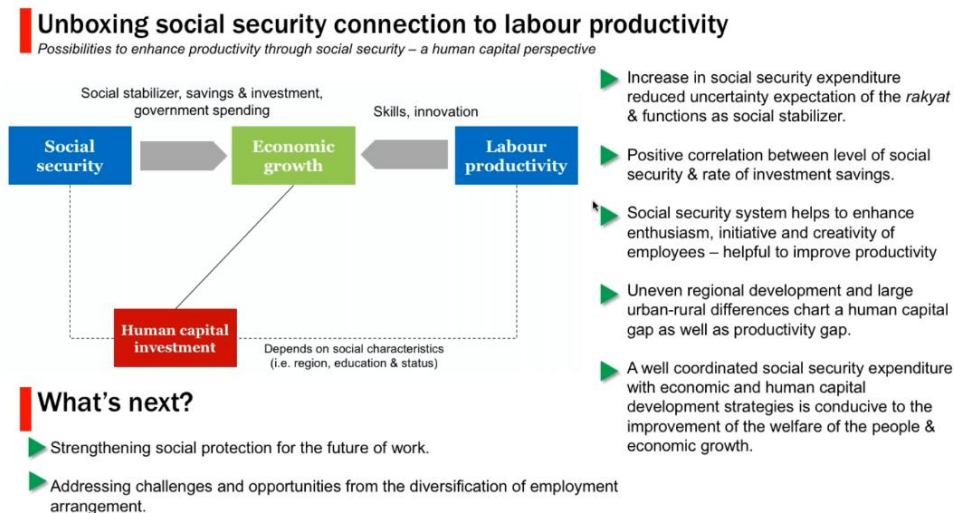 Unboxing social security connection to labour productivity
Possibilities to enhance productivity through social security – a human capital perspective
Social stabilizer, savings & investment,
government spending
Skills, innovation
Social
security
Economic
growth
Labour
productivity
Human capital
investment
Depends on social characteristics
(i.e. region, education & status)
Increase in social security expenditure
reduced uncertainty expectation of the rakyat
& functions as social stabilizer.
Positive correlation between level of social
security & rate of investment savings.
Social security system helps to enhance
enthusiasm, initiative and creativity of
employees – helpful to improve productivity
Uneven regional development and large
urban-rural differences chart a human capital
gap as well as productivity gap.
A well coordinated social security expenditure
with economic and human capital
development strategies is conducive to the
improvement of the welfare of the people &
economic growth.
What's next?
Strengthening social protection for the future of work.
Addressing challenges and opportunities from the diversification of employment
arrangement.